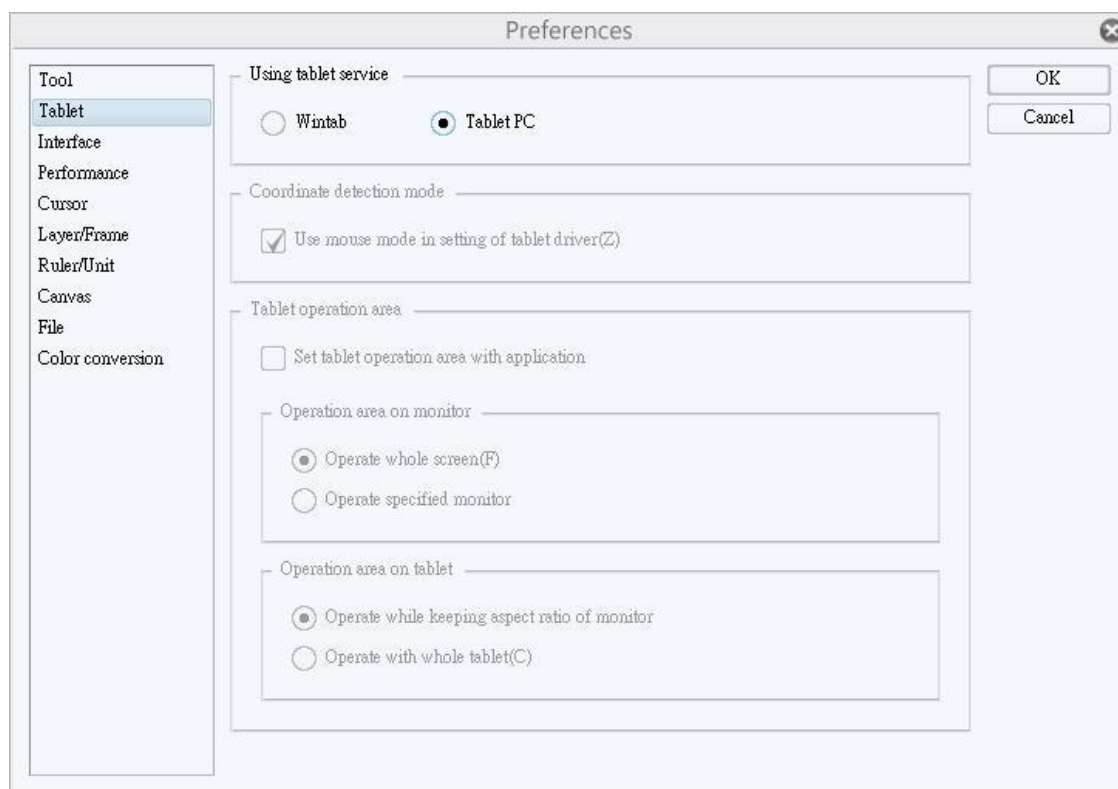 Preferences
Tool
Tablet
Interface
Performance
Cursor
Layer/Frame
Ruler/Unit
Canvas
File
Color conversion
Using tablet service
Wintab Tablet PC
Coordinate detection mode
Use mouse mode in setting of tablet driver(Z)
Tablet operation area
Set tablet operation area with application
Operation area on monitor
Operate whole screen(F)
Operate specified monitor
Operation area on tablet
Operate while keeping aspect ratio of monitor
Operate with whole tablet(C)
OK
Cancel